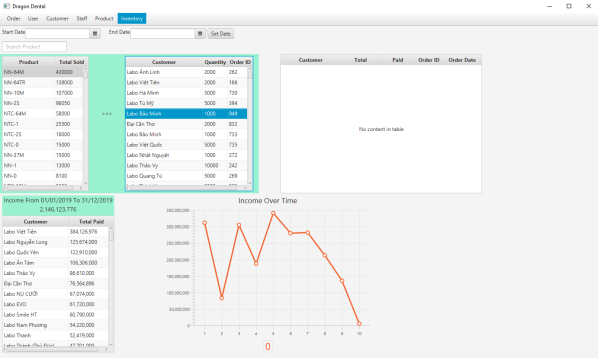 Dragon Dental
Order User Customer Staff Product Inventory
Start Date End Date Set Date
Search Product
Product Total Sold
NN-64M 430000
NN-64TR 138000
NN-10M 107000
NN-2S 98050
NTC-64M 58000
NTC-1 23500
NTC-2S 18000
NTC-0 15000
NN-37M 15000
NN-1 13000
NN-0 8100
>>>
Customer Quantity Order ID
Labo Ánh Linh 2000 262
Labo Việt Tiên 2000 166
Labo Hà Minh 5000 730
Labo Tú Mỹ 5000 394
Labo Bảo Minh 1000 949
Đại Cần Thơ 2000 832
Labo Bảo Minh 1000 733
Labo Việt Quốc 5000 735
Labo Nhật Nguyệt 1000 272
Labo Thảo Vy 10000 242
Labo Quang Tú 5000 269
Customer Total Paid Order ID Order Date
No content in table
Income From 01/01/2019 To 31/12/2019
2,146,123,776
Customer Total Paid
Labo Việt Tiên 384,126,976
Labo Nguyễn Long 125,674,000
Labo Quốc Yên 122,910,000
Labo Ân Tâm 106,306,000
Labo Thảo Vy 86,610,000
Đại Cần Thơ 76,564,896
Labo NỤ CƯỜI 67,074,000
Labo EVO 61,720,000
Labo Smile HT 60,790,000
Labo Nam Phương 54,220,000
Labo Thanh 52,419,000
Income Over Time
350,000,000
300,000,000
250,000,000
200,000,000
150,000,000
100,000,000
50,000,000
0
1 2 3 4 5 6 7 8 9 10
0